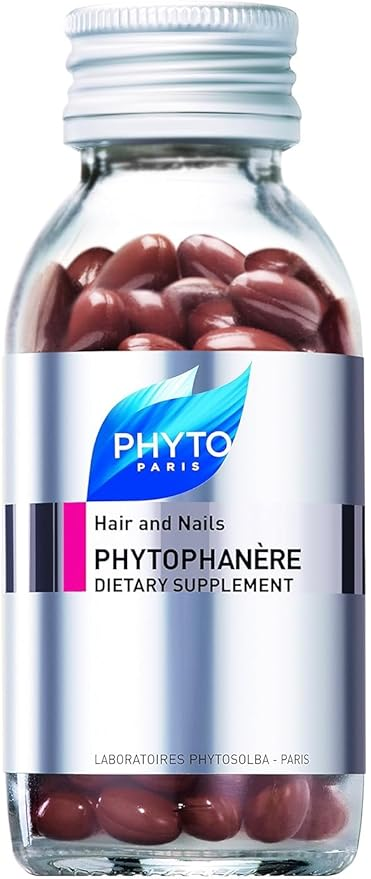 PHYTO
PARIS
Hair and Nails
PHYTOPHANÈRE
DIETARY SUPPLEMENT
LABORATOIRES PHYTOSOLBA - PARIS